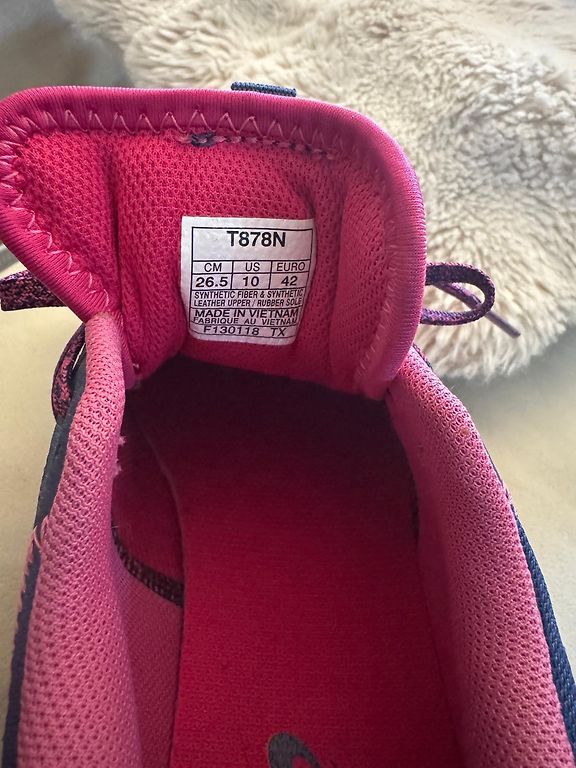 T878N
CM US EURO
26.5 10 42
SYNTHETIC FIBER & SYNTHETIC
LEATHER UPPER / RUBBER SOLE
MADE IN VIETNAM
FABRIQUE AU VIETNAM
F130118 TX